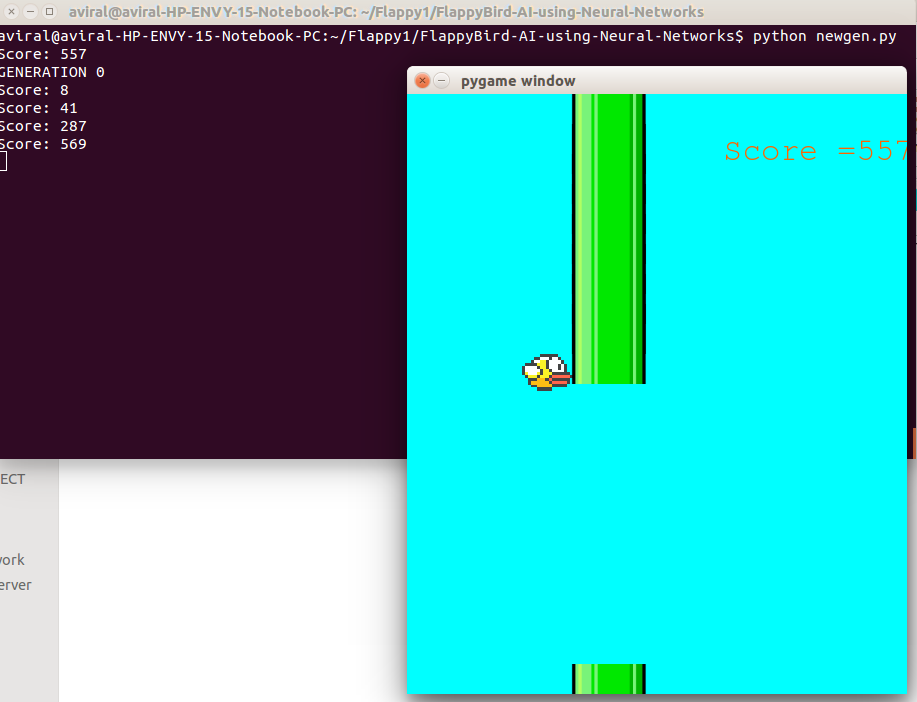 aviral@aviral-HP-ENVY-15-Notebook-PC: ~/Flappy1/FlappyBird-AI-using-Neural-Networks
aviral@aviral-HP-ENVY-15-Notebook-PC:~/Flappy1/FlappyBird-AI-using-Neural-Networks$ python newgen.py
Score: 557
GENERATION 0
Score: 8
Score: 41
Score: 287
Score: 569
pygame window
Score =557
ECT
work
erver